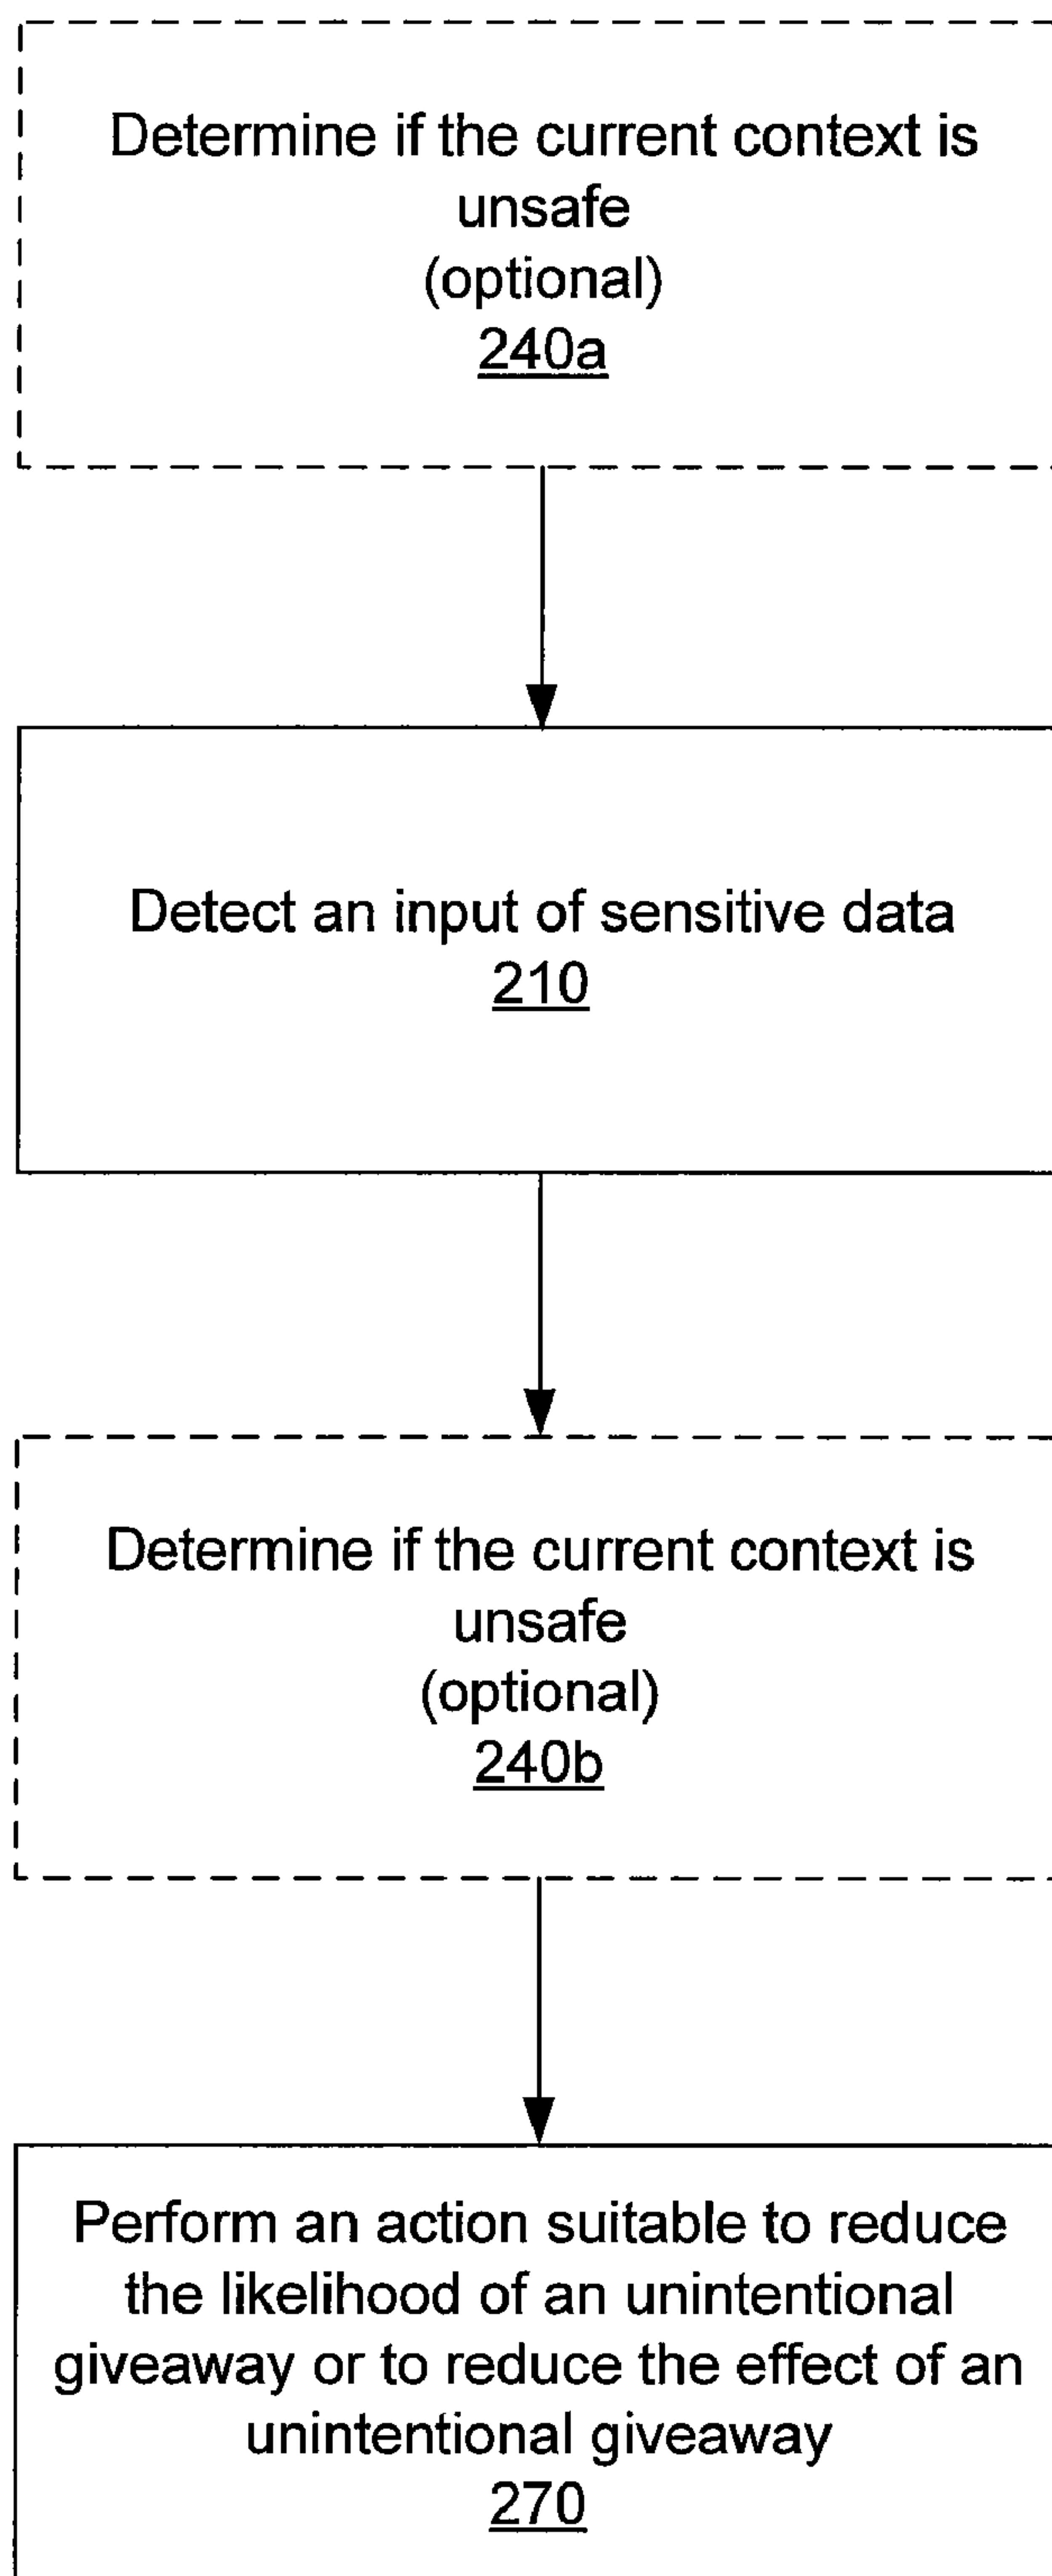 Determine if the current context is
unsafe
(optional)
240a
Detect an input of sensitive data
210
Determine if the current context is
unsafe
(optional)
240b
Perform an action suitable to reduce
the likelihood of an unintentional
giveaway or to reduce the effect of an
unintentional giveaway
270